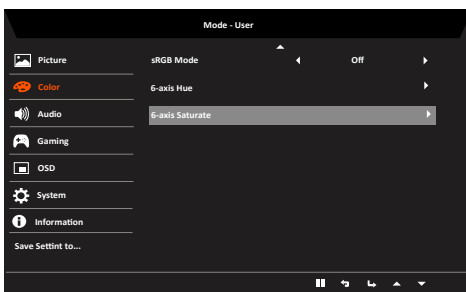 Mode - User
Picture
sRGB Mode Off
Color
6-axis Hue
Audio
6-axis Saturate
Gaming
OSD
System
Information
Save Settint to...